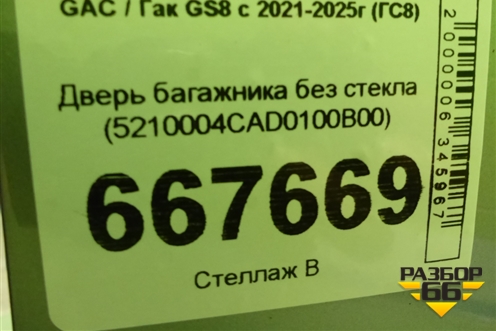 GAC / Гак GS8 с 2021-2025г (ГС8)
Дверь багажника без стекла
(5210004CAD0100B00)
667669
Стеллаж В
2000006345967
РАЗБОР
66